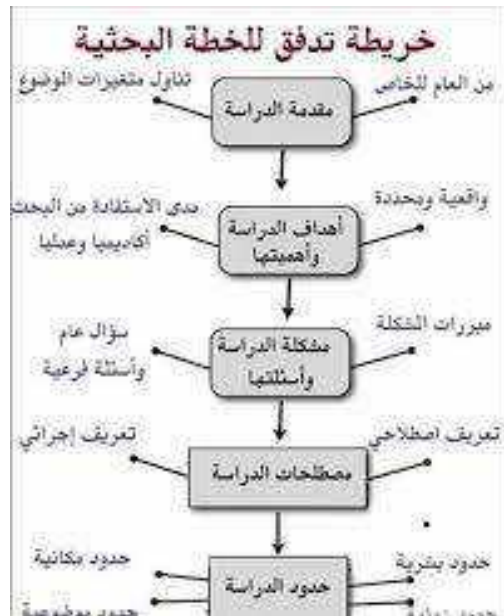 خريطة تدفق للخطة البحثية
من العام للخاص
مقدمة الدراسة
تناول متغيرات الموضوع
واقعية ومحددة
أهداف الدراسة
وأهميتها
مدى الاستفادة من البحث
أكاديميا وعمليا
مبررات المشكلة
مشكلة الدراسة
وأسئلتها
سؤال عام
وأسئلة فرعية
تعريف اصطلاحي
مصطلحات الدراسة
تعريف إجرائي
حدود بشرية
حدود الدراسة
حدود مكانية
حدود موضوعية